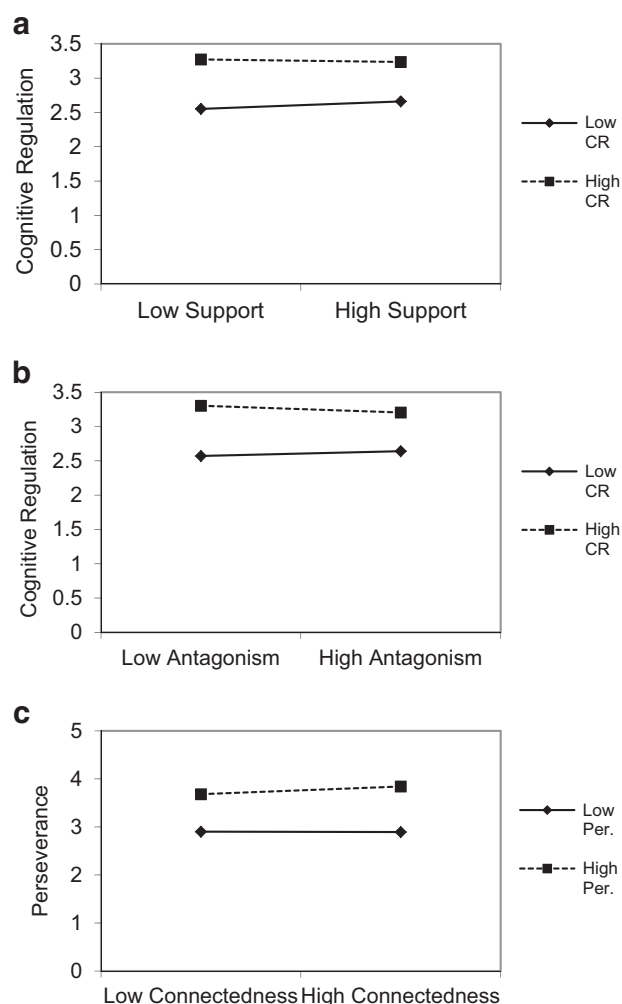 a
3.5
3
2.5
2
1.5
1
0.5
0
Cognitive Regulation
Low Support
High Support
Low
CR
High
CR
b
3.5
3
2.5
2
1.5
1
0.5
0
Cognitive Regulation
Low Antagonism
High Antagonism
Low
CR
High
CR
c
5
4
3
2
1
0
Perseverance
Low Connectedness High Connectedness
Low
Per.
High
Per.